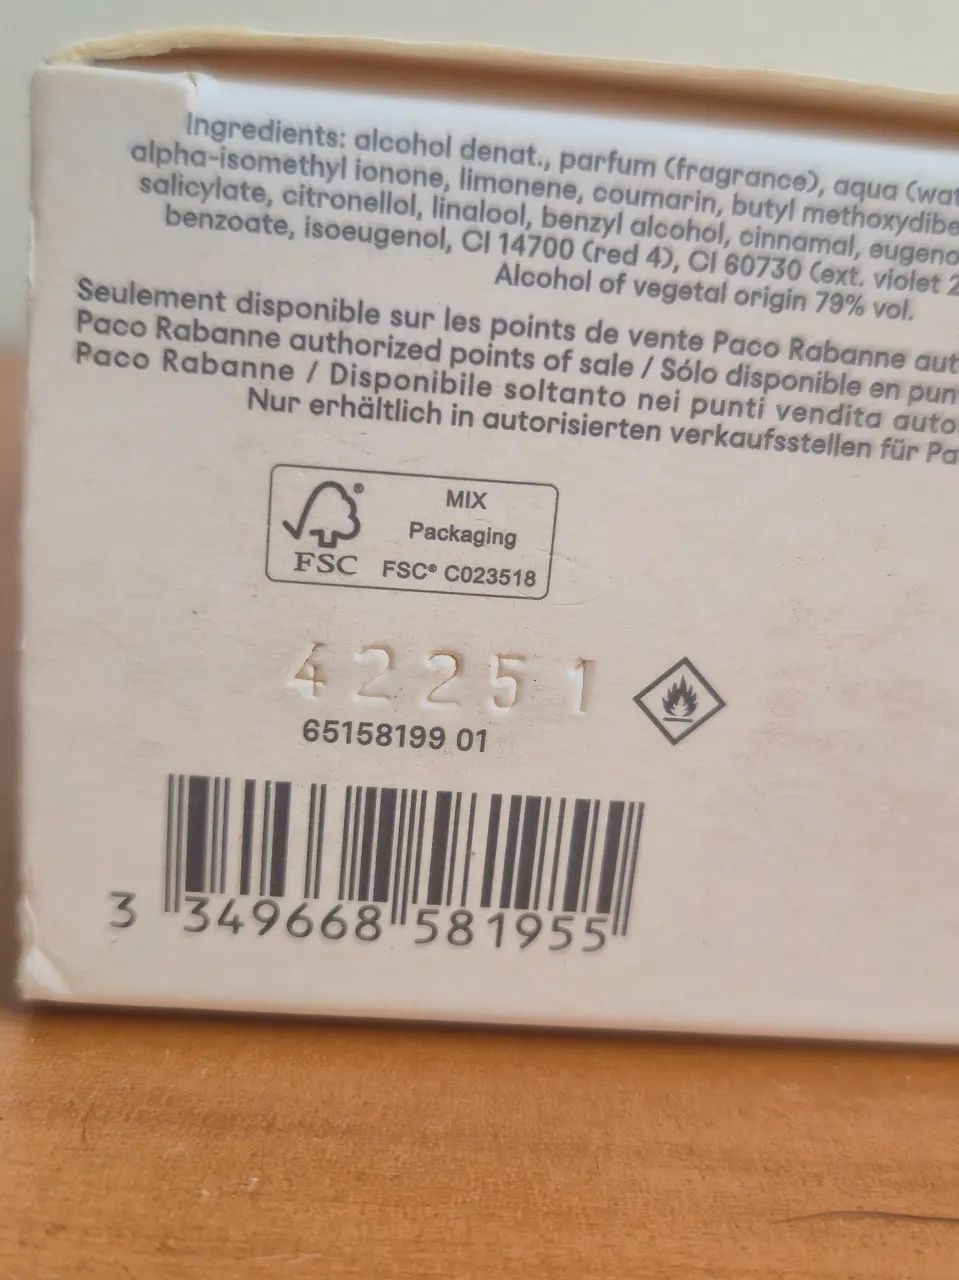 Ingredients: alcohol denat., parfum (fragrance), aqua (wat
alpha-isomethyl ionone, limonene, coumarin, butyl methoxydibe
salicylate, citronellol, linalool, benzyl alcohol, cinnamal, eugeno
benzoate, isoeugenol, CI 14700 (red 4), CI 60730 (ext. violet 2
Alcohol of vegetal origin 79% vol.
Seulement disponible sur les points de vente Paco Rabanne aut
Paco Rabanne authorized points of sale / Sólo disponible en pun
Paco Rabanne / Disponibile soltanto nei punti vendita auto
Nur erhältlich in autorisierten verkaufsstellen für Pa
MIX
Packaging
FSC® C023518
FSC
42251
65158199 01
3 349668 581955